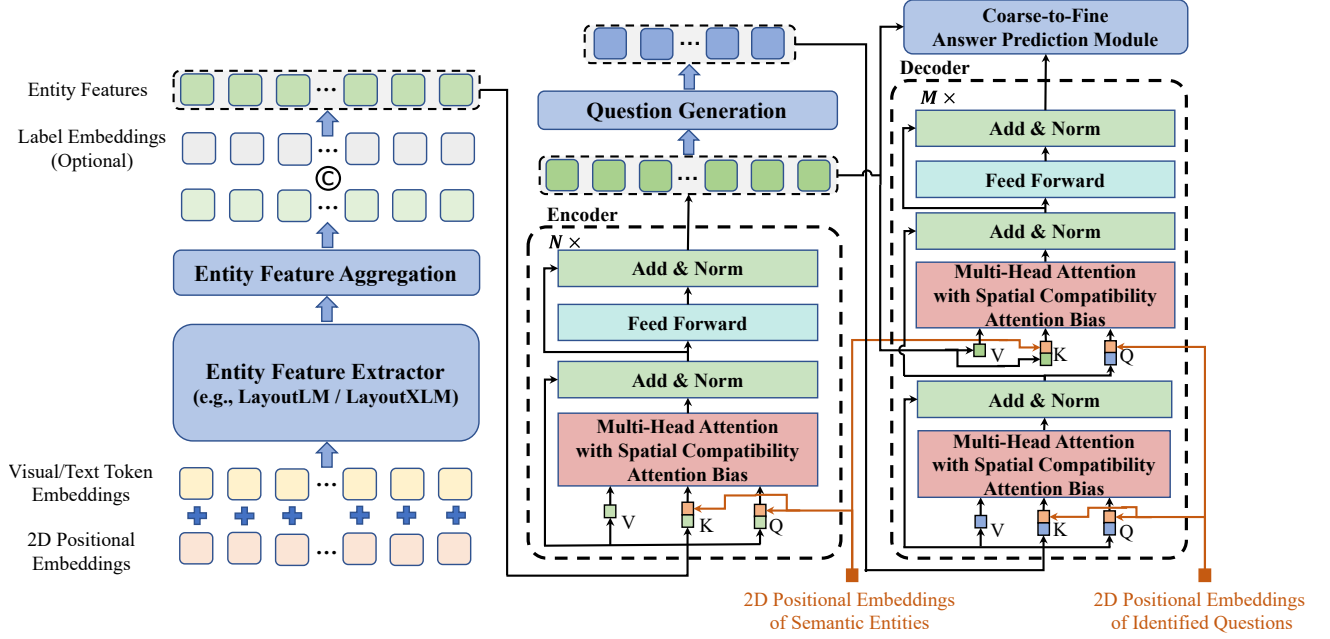 Entity Features
Label Embeddings
(Optional)
...
...
©
...
Entity Feature Aggregation
Entity Feature Extractor
(e.g., LayoutLM / LayoutXLM)
Visual/Text Token
Embeddings
...
2D Positional
Embeddings
...
...
Question Generation
...
Encoder
N ×
Add & Norm
Feed Forward
Add & Norm
Multi-Head Attention
with Spatial Compatibility
Attention Bias
V
K
Q
2D Positional Embeddings
of Semantic Entities
Coarse-to-Fine
Answer Prediction Module
Decoder
M ×
Add & Norm
Feed Forward
Add & Norm
Multi-Head Attention
with Spatial Compatibility
Attention Bias
V
K
Q
Add & Norm
Multi-Head Attention
with Spatial Compatibility
Attention Bias
V
K
Q
2D Positional Embeddings
of Identified Questions